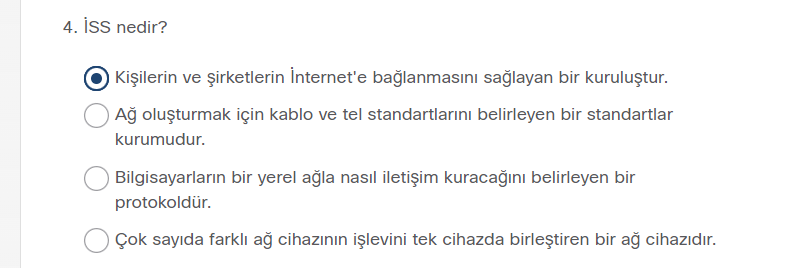 4. İSS nedir?
Kişilerin ve şirketlerin İnternet'e bağlanmasını sağlayan bir kuruluştur.
Ağ oluşturmak için kablo ve tel standartlarını belirleyen bir standartlar
kurumudur.
Bilgisayarların bir yerel ağla nasıl iletişim kuracağını belirleyen bir
protokoldür.
Çok sayıda farklı ağ cihazının işlevini tek cihazda birleştiren bir ağ cihazıdır.